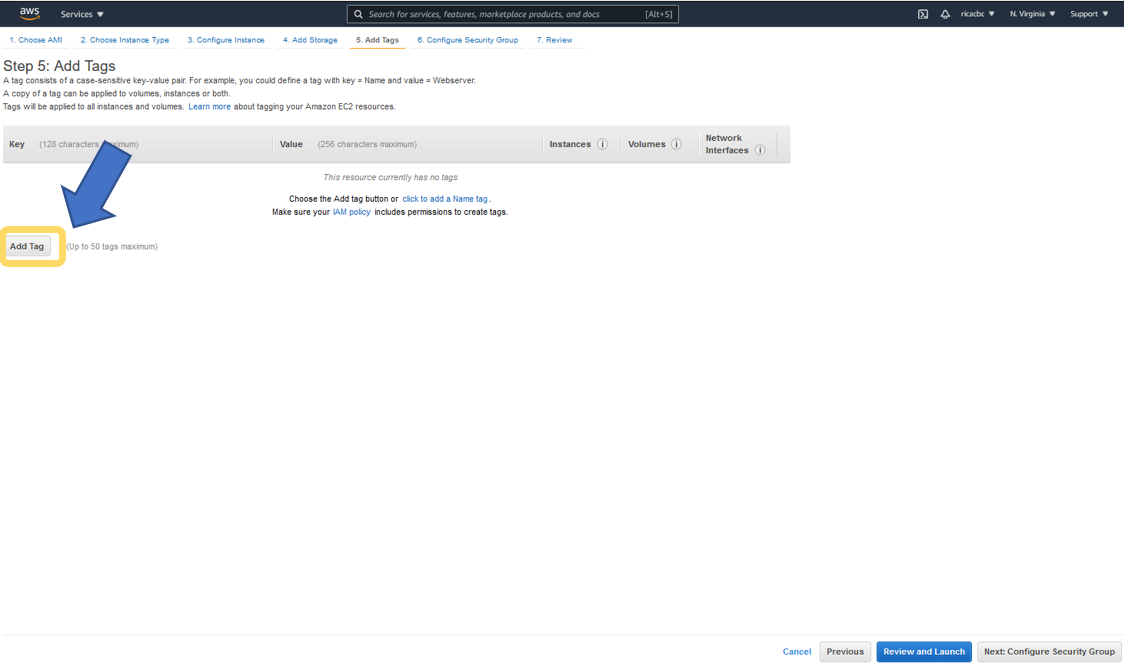 aws Services Search for services, features, marketplace products, and docs [Alt+S] ricacbc N. Virginia Support
1. Choose AMI 2. Choose Instance Type 3. Configure Instance 4. Add Storage 5. Add Tags 6. Configure Security Group 7. Review
Step 5: Add Tags
A tag consists of a case-sensitive key-value pair. For example, you could define a tag with key = Name and value = Webserver.
A copy of a tag can be applied to volumes, instances or both.
Tags will be applied to all instances and volumes. Learn more about tagging your Amazon EC2 resources.
Key (128 characters maximum) Value (256 characters maximum) Instances i Volumes i Network
Interfaces i
This resource currently has no tags
Choose the Add tag button or click to add a Name tag.
Make sure your IAM policy includes permissions to create tags.
Add Tag (Up to 50 tags maximum)
Cancel Previous Review and Launch Next: Configure Security Group